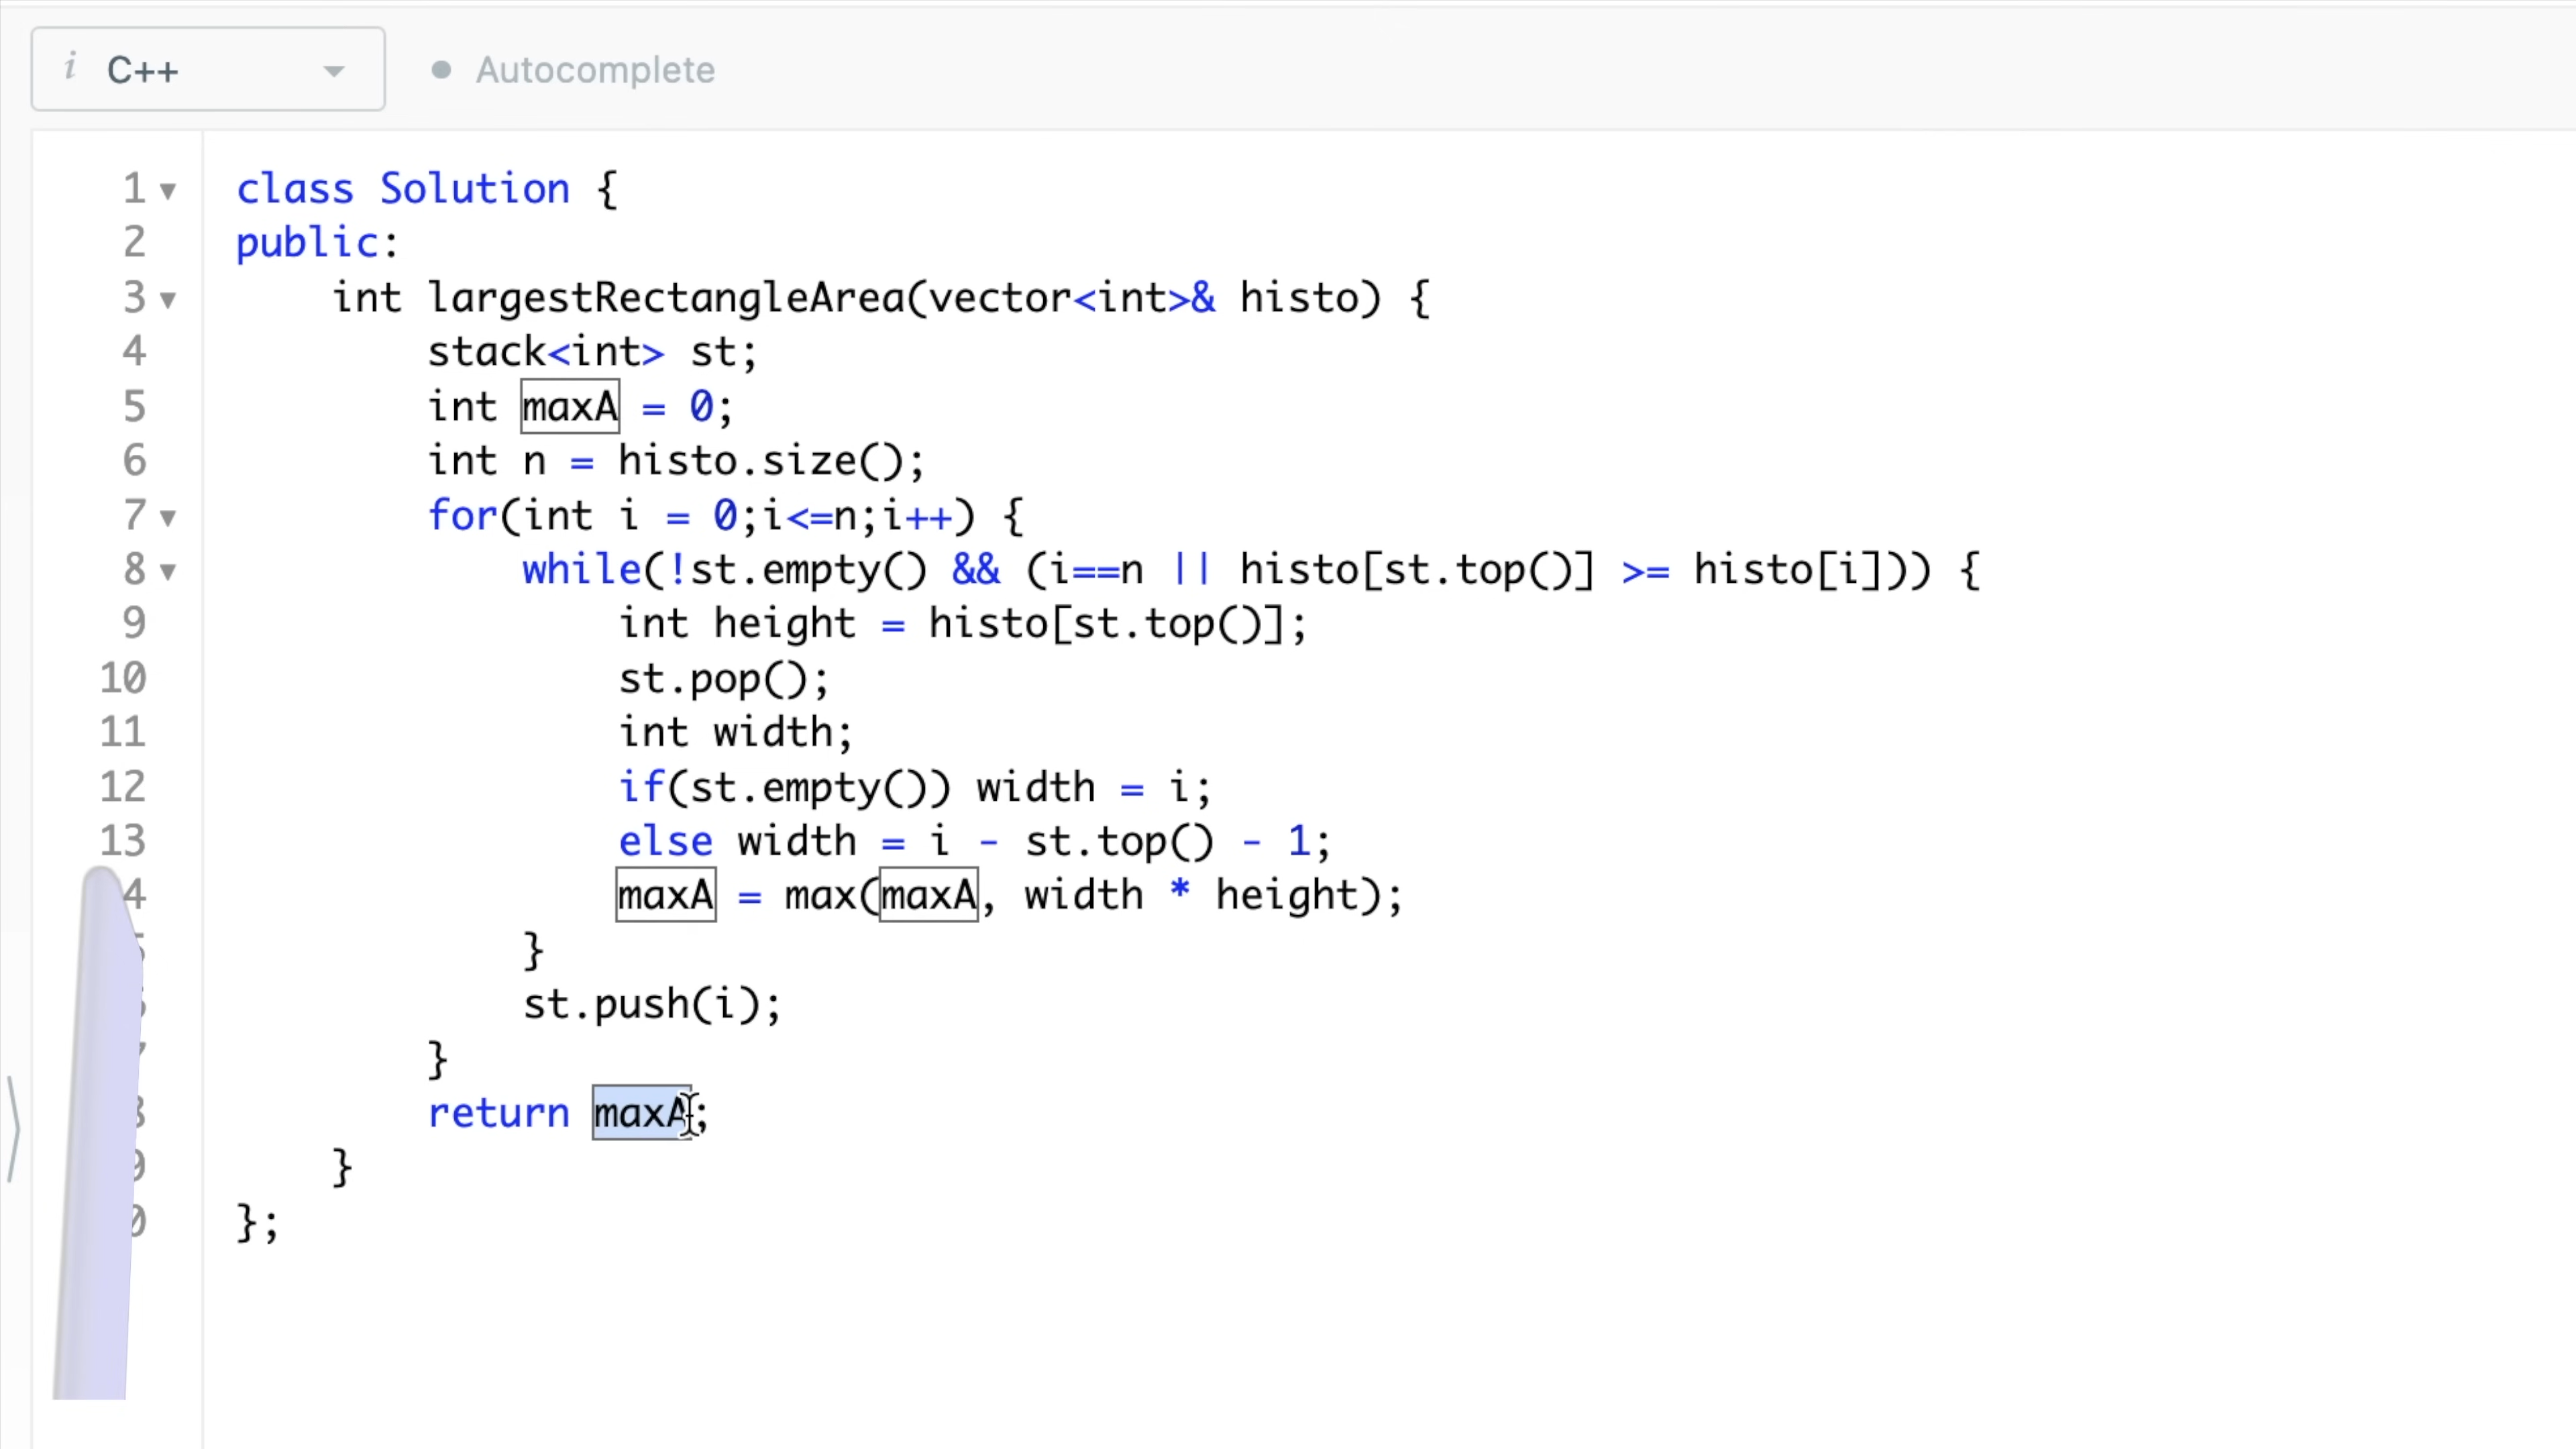 i C++ Autocomplete
1 class Solution {
2 public:
3 int largestRectangleArea(vector<int>& histo) {
4 stack<int> st;
5 int maxA = 0;
6 int n = histo.size();
7 for(int i = 0;i<=n;i++) {
8 while(!st.empty() && (i==n || histo[st.top()] >= histo[i])) {
9 int height = histo[st.top()];
10 st.pop();
11 int width;
12 if(st.empty()) width = i;
13 else width = i - st.top() - 1;
4 maxA = max(maxA, width * height);
}
st.push(i);
}
return maxA;
}
};